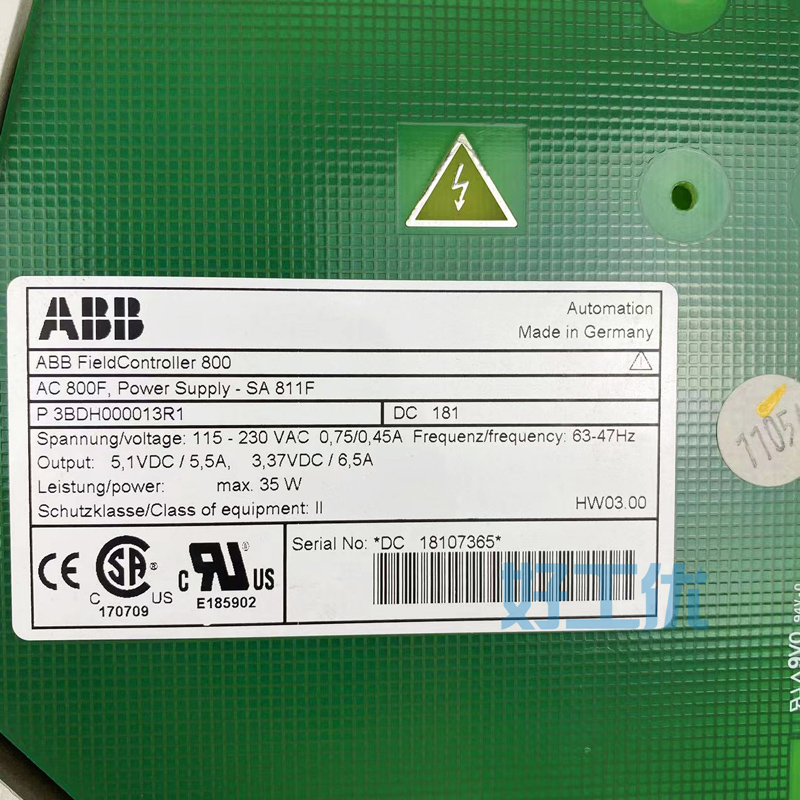 ABB
Automation
Made in Germany
ABB FieldController 800
AC 800F, Power Supply - SA 811F
P 3BDH000013R1
DC 181
Spannung/voltage: 115 - 230 VAC 0,75/0,45A Frequenz/frequency: 63-47Hz
Output: 5,1VDC / 5,5A, 3,37VDC / 6,5A
Leistung/power: max. 35 W
Schutzklasse/Class of equipment: II
HW03.00
Serial No: *DC 18107365*
CE
C SA ® US
170709
c RU US
E185902
好工优
1105